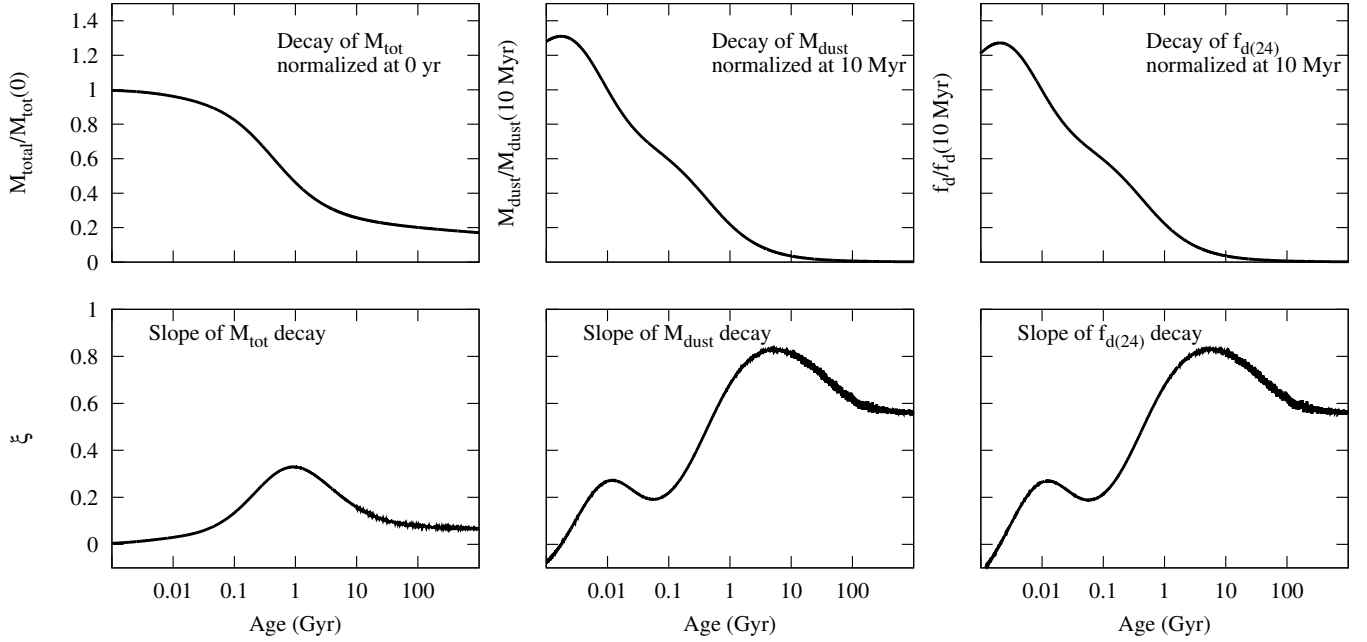 M_total/M_tot(0)
1.4
1.2
1
0.8
0.6
0.4
0.2
0
Decay of M_tot
normalized at 0 yr
M_dust/M_dust(10 Myr)
Decay of M_dust
normalized at 10 Myr
f_d/f_d(10 Myr)
Decay of f_d(24)
normalized at 10 Myr
ξ
1
0.8
0.6
0.4
0.2
0
Slope of M_tot decay
0.01 0.1 1 10 100
Age (Gyr)
Slope of M_dust decay
0.01 0.1 1 10 100
Age (Gyr)
Slope of f_d(24) decay
0.01 0.1 1 10 100
Age (Gyr)